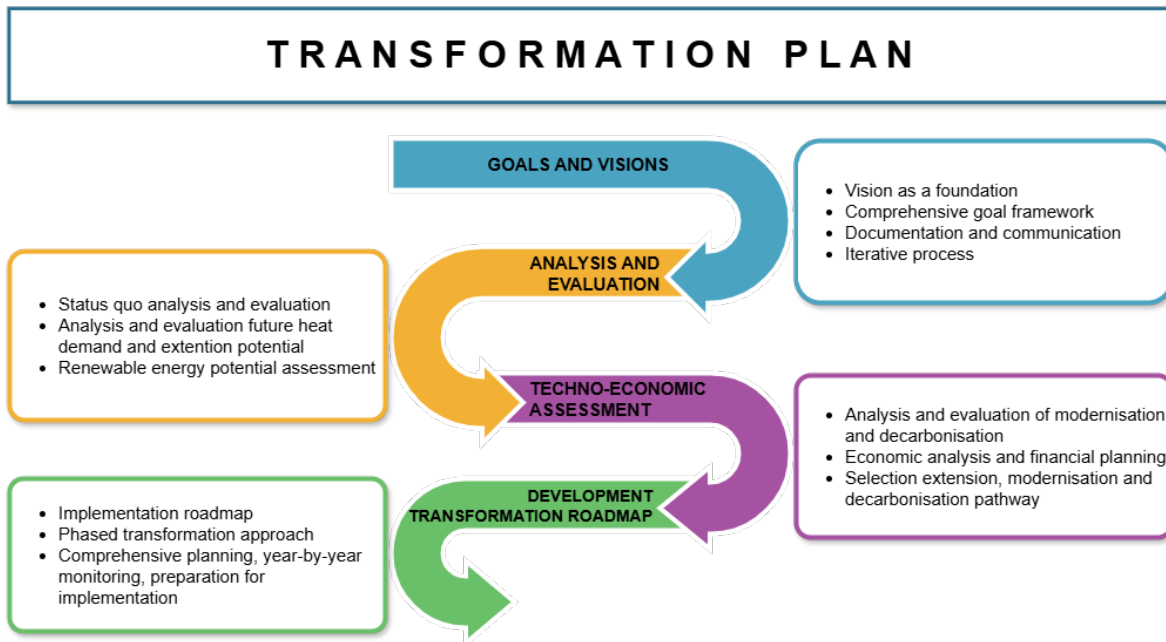 TRANSFORMATION PLAN
GOALS AND VISIONS
• Vision as a foundation
• Comprehensive goal framework
• Documentation and communication
• Iterative process
ANALYSIS AND
EVALUATION
• Status quo analysis and evaluation
• Analysis and evaluation future heat
demand and extention potential
• Renewable energy potential assessment
TECHNO-ECONOMIC
ASSESSMENT
• Analysis and evaluation of modernisation
and decarbonisation
• Economic analysis and financial planning
• Selection extension, modernisation and
decarbonisation pathway
DEVELOPMENT
TRANSFORMATION ROADMAP
• Implementation roadmap
• Phased transformation approach
• Comprehensive planning, year-by-year
monitoring, preparation for
implementation